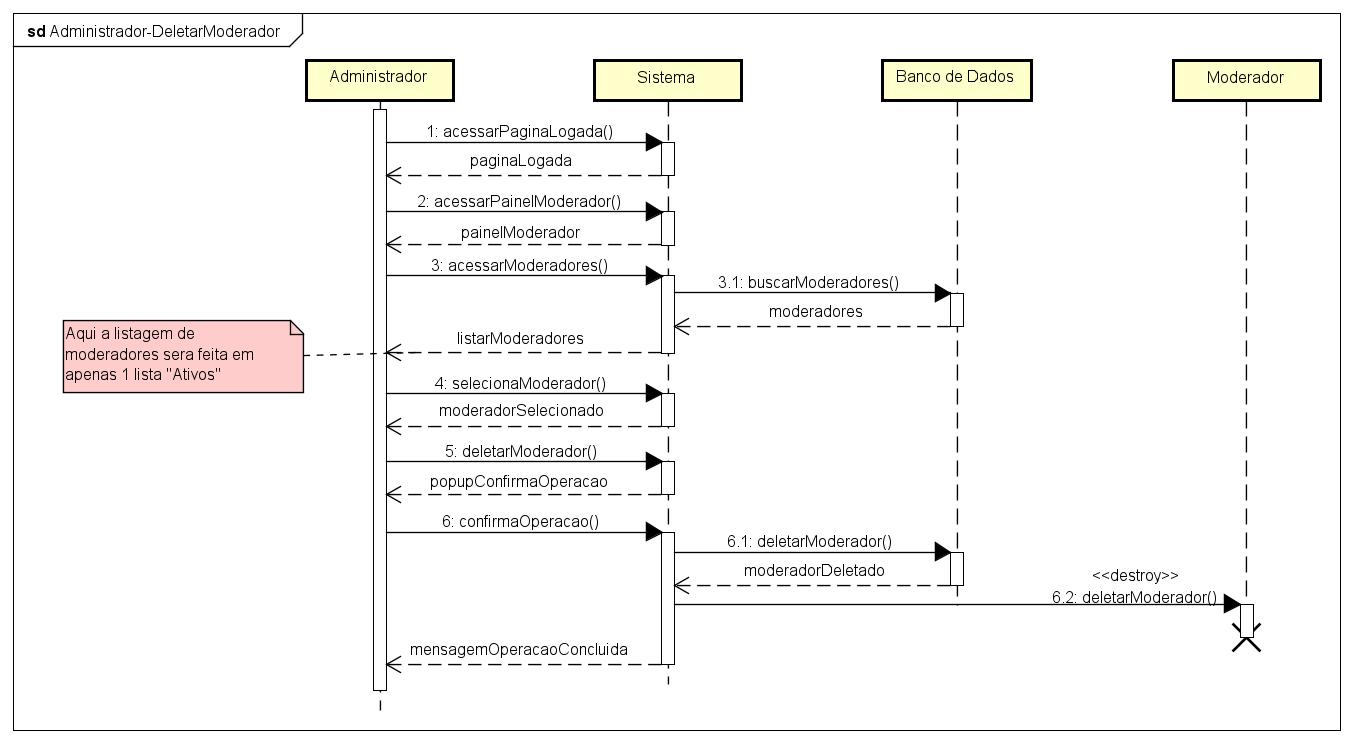 sd Administrador-DeletarModerador
Administrador
Sistema
Banco de Dados
Moderador
1: acessarPaginaLogada()
paginaLogada
2: acessarPainelModerador()
painelModerador
3: acessarModeradores()
3.1: buscarModeradores()
moderadores
Aqui a listagem de
moderadores sera feita em
apenas 1 lista "Ativos"
listarModeradores
4: selecionaModerador()
moderadorSelecionado
5: deletarModerador()
popupConfirmaOperacao
6: confirmaOperacao()
6.1: deletarModerador()
moderadorDeletado
<<destroy>>
6.2: deletarModerador()
mensagemOperacaoConcluida